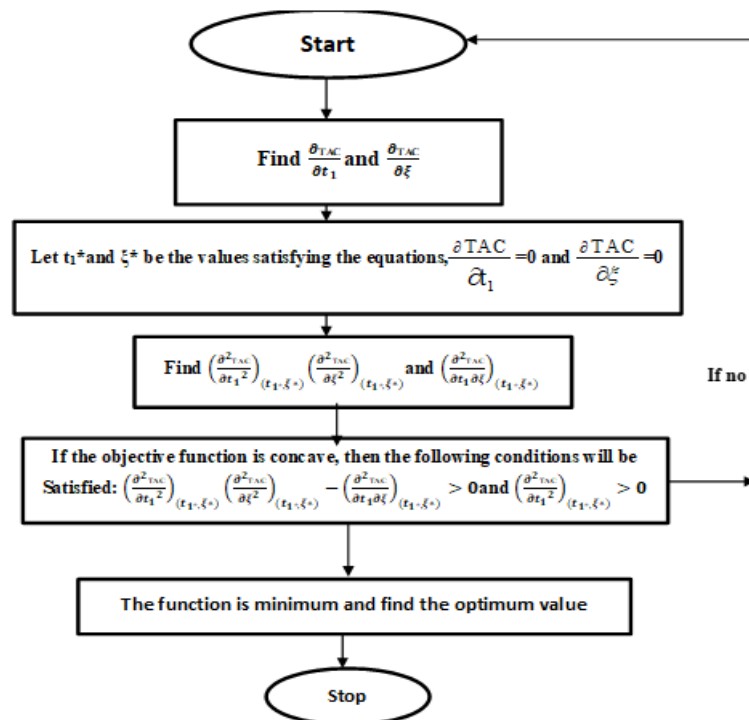 Start
Find ∂TAC/∂t₁ and ∂TAC/∂ξ
Let t₁* and ξ* be the values satisfying the equations, ∂TAC/∂t₁ =0 and ∂TAC/∂ξ =0
Find (∂²TAC/∂t₁²)(t₁*,ξ*) (∂²TAC/∂ξ²)(t₁*,ξ*) and (∂²TAC/∂t₁∂ξ)(t₁*,ξ*)
If no
If the objective function is concave, then the following conditions will be
Satisfied: (∂²TAC/∂t₁²)(t₁*,ξ*) (∂²TAC/∂ξ²)(t₁*,ξ*) − (∂²TAC/∂t₁∂ξ)(t₁*,ξ*) > 0 and (∂²TAC/∂t₁²)(t₁*,ξ*) > 0
The function is minimum and find the optimum value
Stop